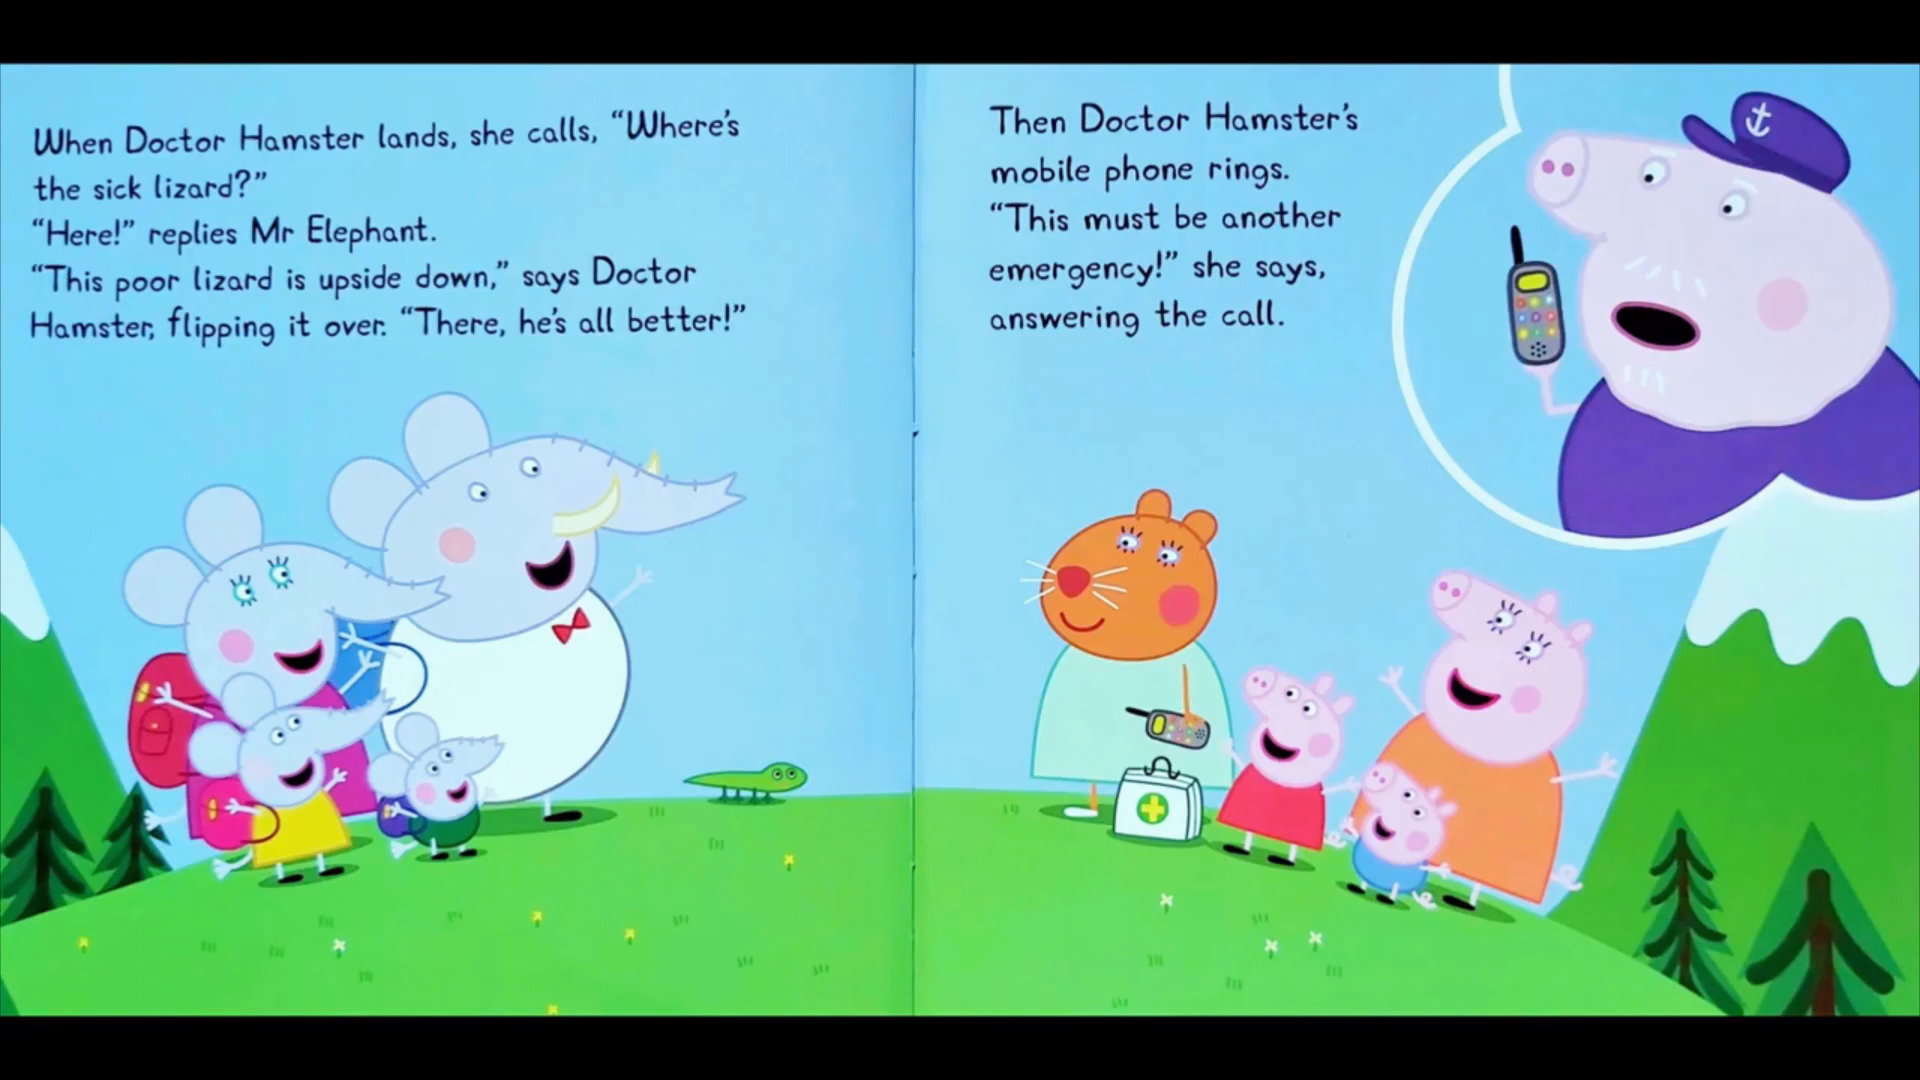 When Doctor Hamster lands, she calls, “Where’s
the sick lizard?”
“Here!” replies Mr Elephant.
“This poor lizard is upside down,” says Doctor
Hamster, flipping it over. “There, he’s all better!”
Then Doctor Hamster’s
mobile phone rings.
“This must be another
emergency!” she says,
answering the call.